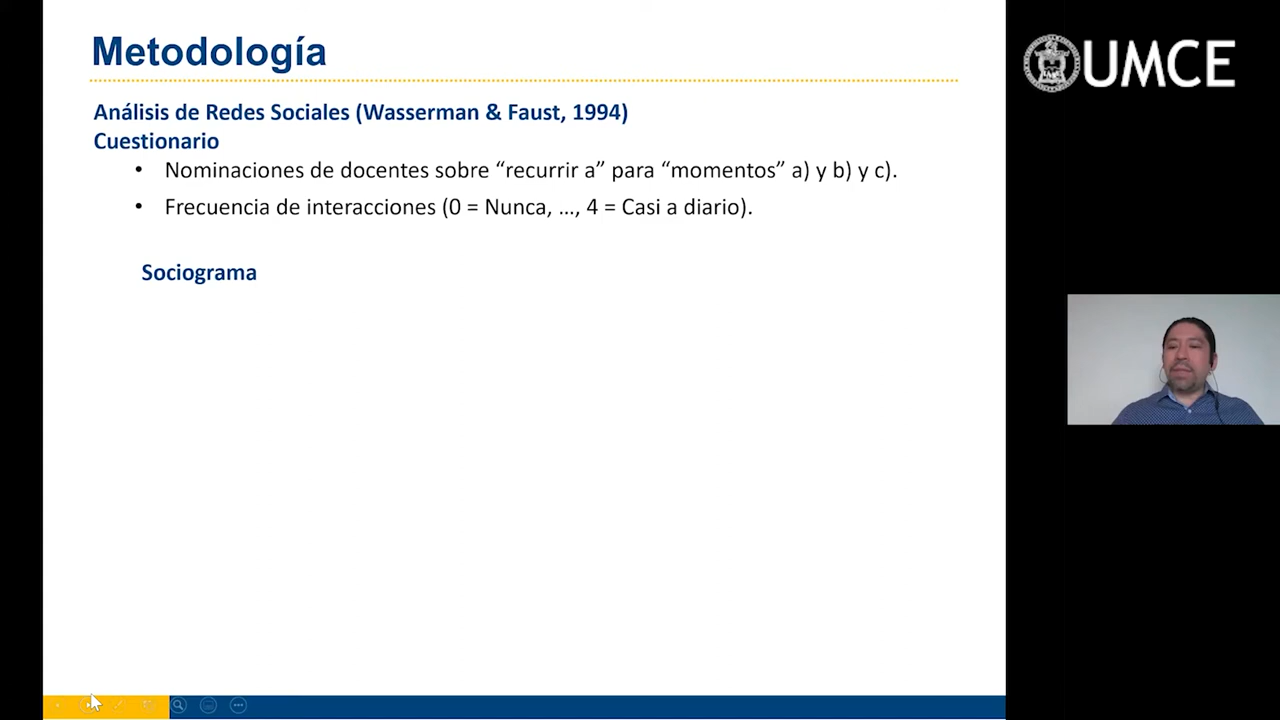 Metodología
UMCE
Análisis de Redes Sociales (Wasserman & Faust, 1994)
Cuestionario
• Nominaciones de docentes sobre “recurrir a” para “momentos” a) y b) y c).
• Frecuencia de interacciones (0 = Nunca, …, 4 = Casi a diario).
Sociograma